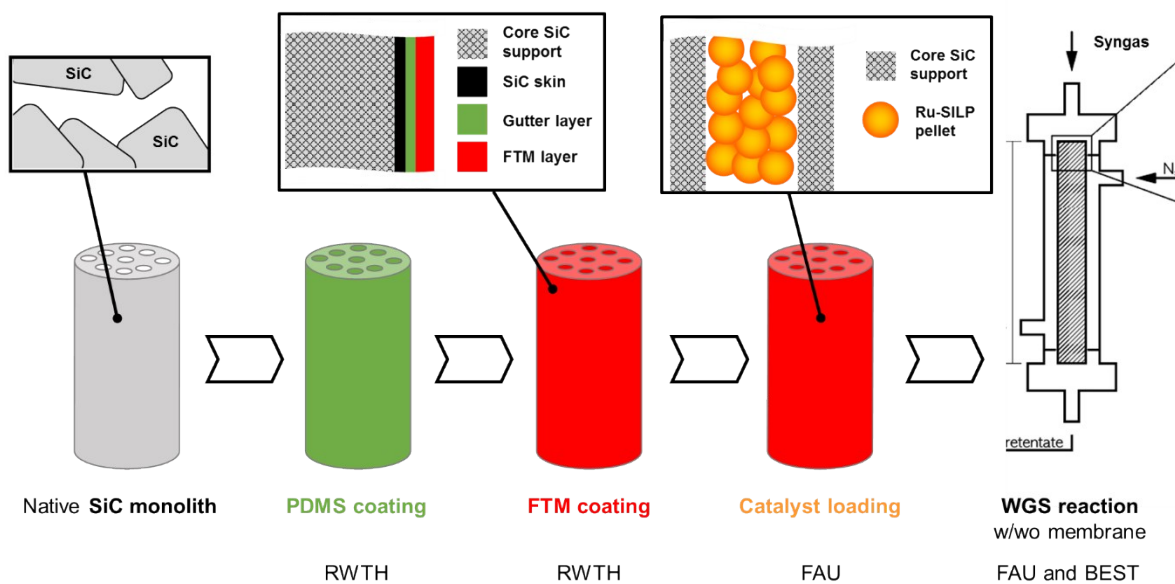 SiC
SiC
Core SiC
support
SiC skin
Gutter layer
FTM layer
Core SiC
support
Ru-SILP
pellet
Syngas
N
retentate
Native SiC monolith
PDMS coating
FTM coating
Catalyst loading
WGS reaction
w/wo membrane
RWTH
RWTH
FAU
FAU and BEST